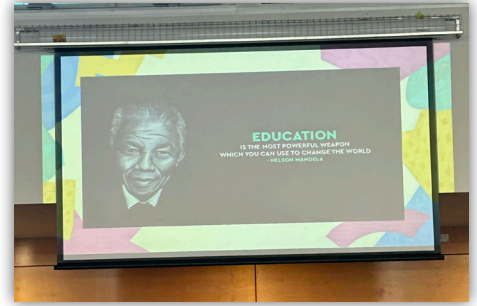 EDUCATION
IS THE MOST POWERFUL WEAPON
WHICH YOU CAN USE TO CHANGE THE WORLD
- NELSON MANDELA